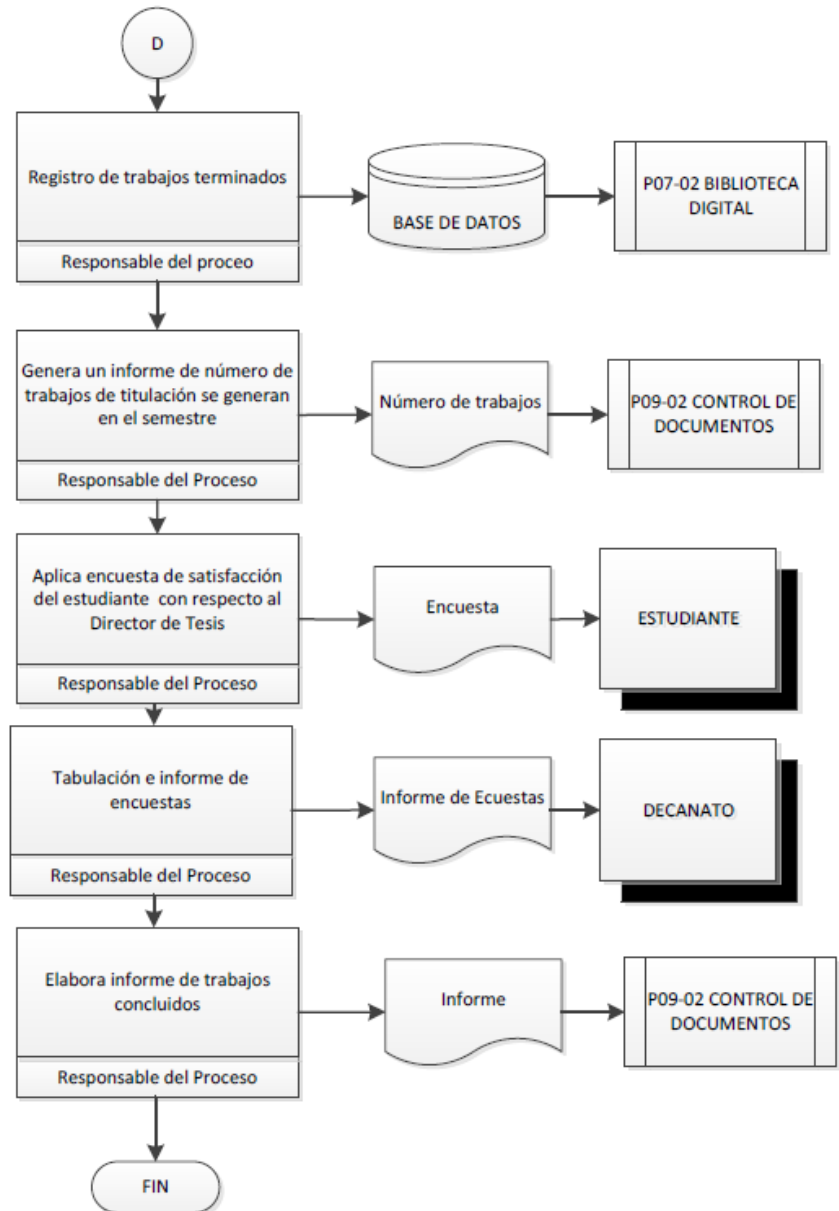 D
Registro de trabajos terminados
Responsable del proceo
BASE DE DATOS
P07-02 BIBLIOTECA
DIGITAL
Genera un informe de número de
trabajos de titulación se generan
en el semestre
Responsable del Proceso
Número de trabajos
P09-02 CONTROL DE
DOCUMENTOS
Aplica encuesta de satisfacción
del estudiante con respecto al
Director de Tesis
Responsable del Proceso
Encuesta
ESTUDIANTE
Tabulación e informe de
encuestas
Responsable del Proceso
Informe de Ecuestas
DECANATO
Elabora informe de trabajos
concluidos
Responsable del Proceso
Informe
P09-02 CONTROL DE
DOCUMENTOS
FIN